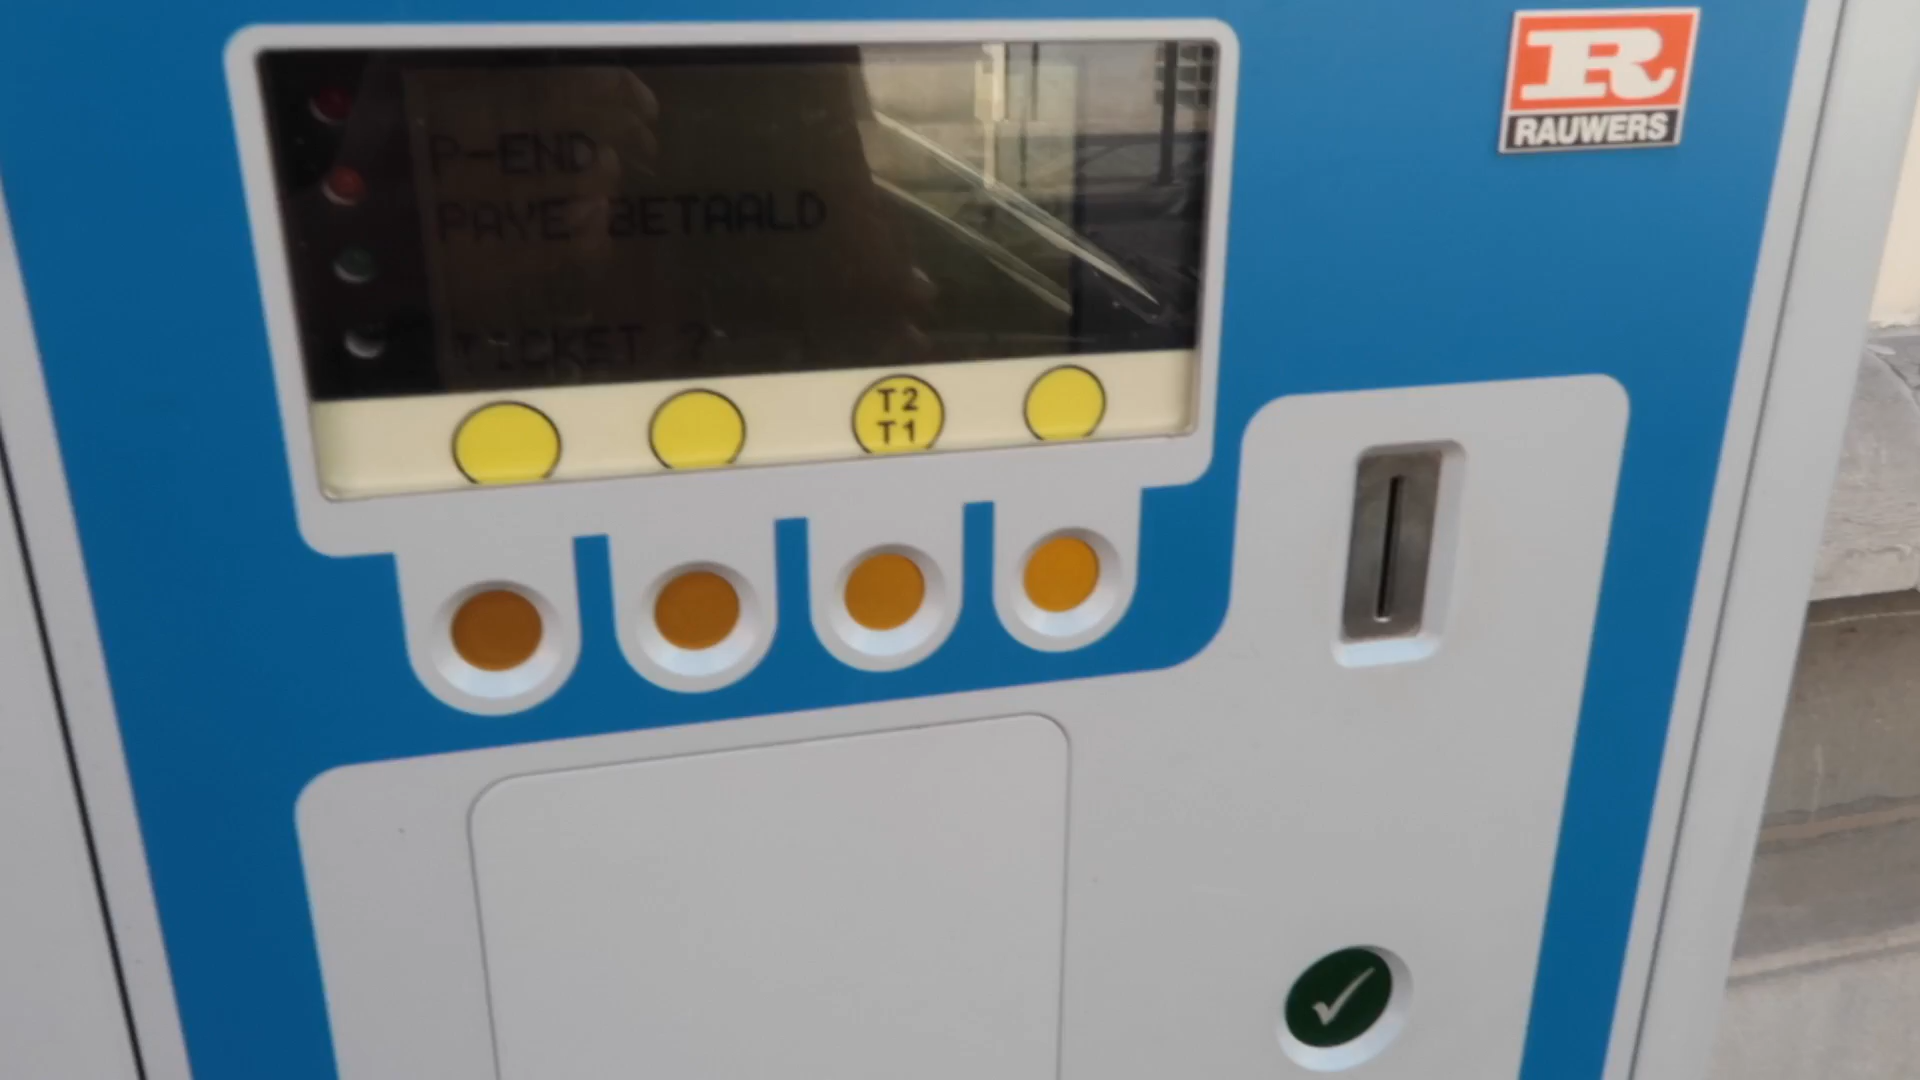 P-END
PAYE BETAALD
TICKET ?
T2
T1
R
RAUWERS